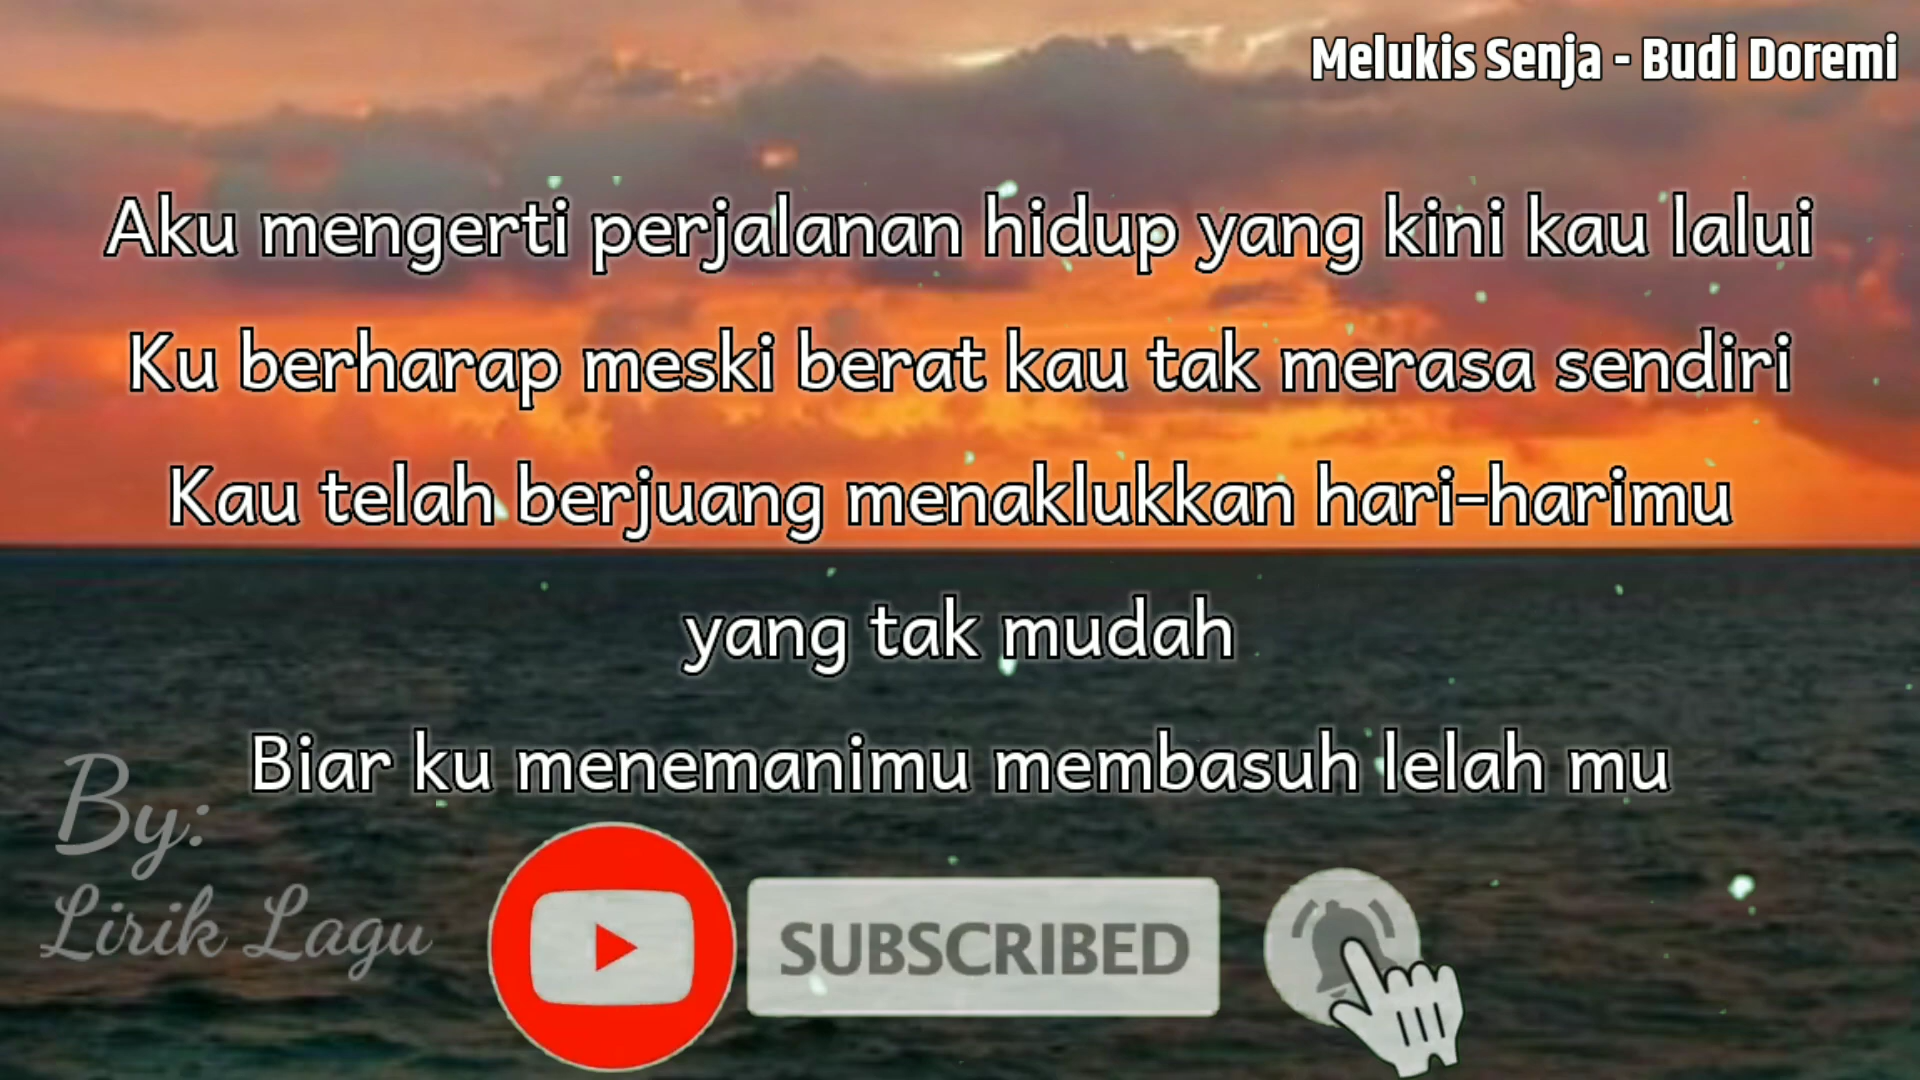 Melukis Senja - Budi Doremi
Aku mengerti perjalanan hidup yang kini kau lalui
Ku berharap meski berat kau tak merasa sendiri
Kau telah berjuang menaklukkan hari-harimu
yang tak mudah
Biar ku menemanimu membasuh lelah mu
By:
Lirik Lagu
SUBSCRIBED